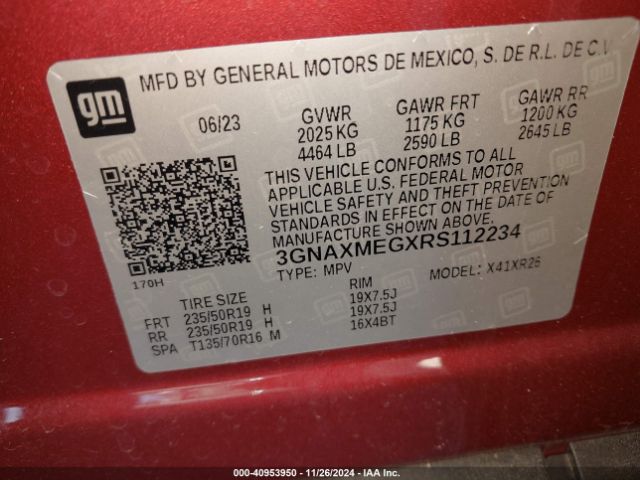 gm
MFD BY GENERAL MOTORS DE MEXICO, S. DE R.L. DE C.V.
06/23 GVWR GAWR FRT GAWR RR
2025 KG 1175 KG 1200 KG
4464 LB 2590 LB 2645 LB
THIS VEHICLE CONFORMS TO ALL
APPLICABLE U.S. FEDERAL MOTOR
VEHICLE SAFETY AND THEFT PREVENTION
STANDARDS IN EFFECT ON THE DATE OF
MANUFACTURE SHOWN ABOVE.
3GNAXMEGXRS112234
170H TYPE: MPV MODEL: X41XR26
TIRE SIZE RIM
FRT 235/50R19 H 19X7.5J
RR 235/50R19 H 19X7.5J
SPA T135/70R16 M 16X4BT
000-40953950 - 11/26/2024 - IAAI.com